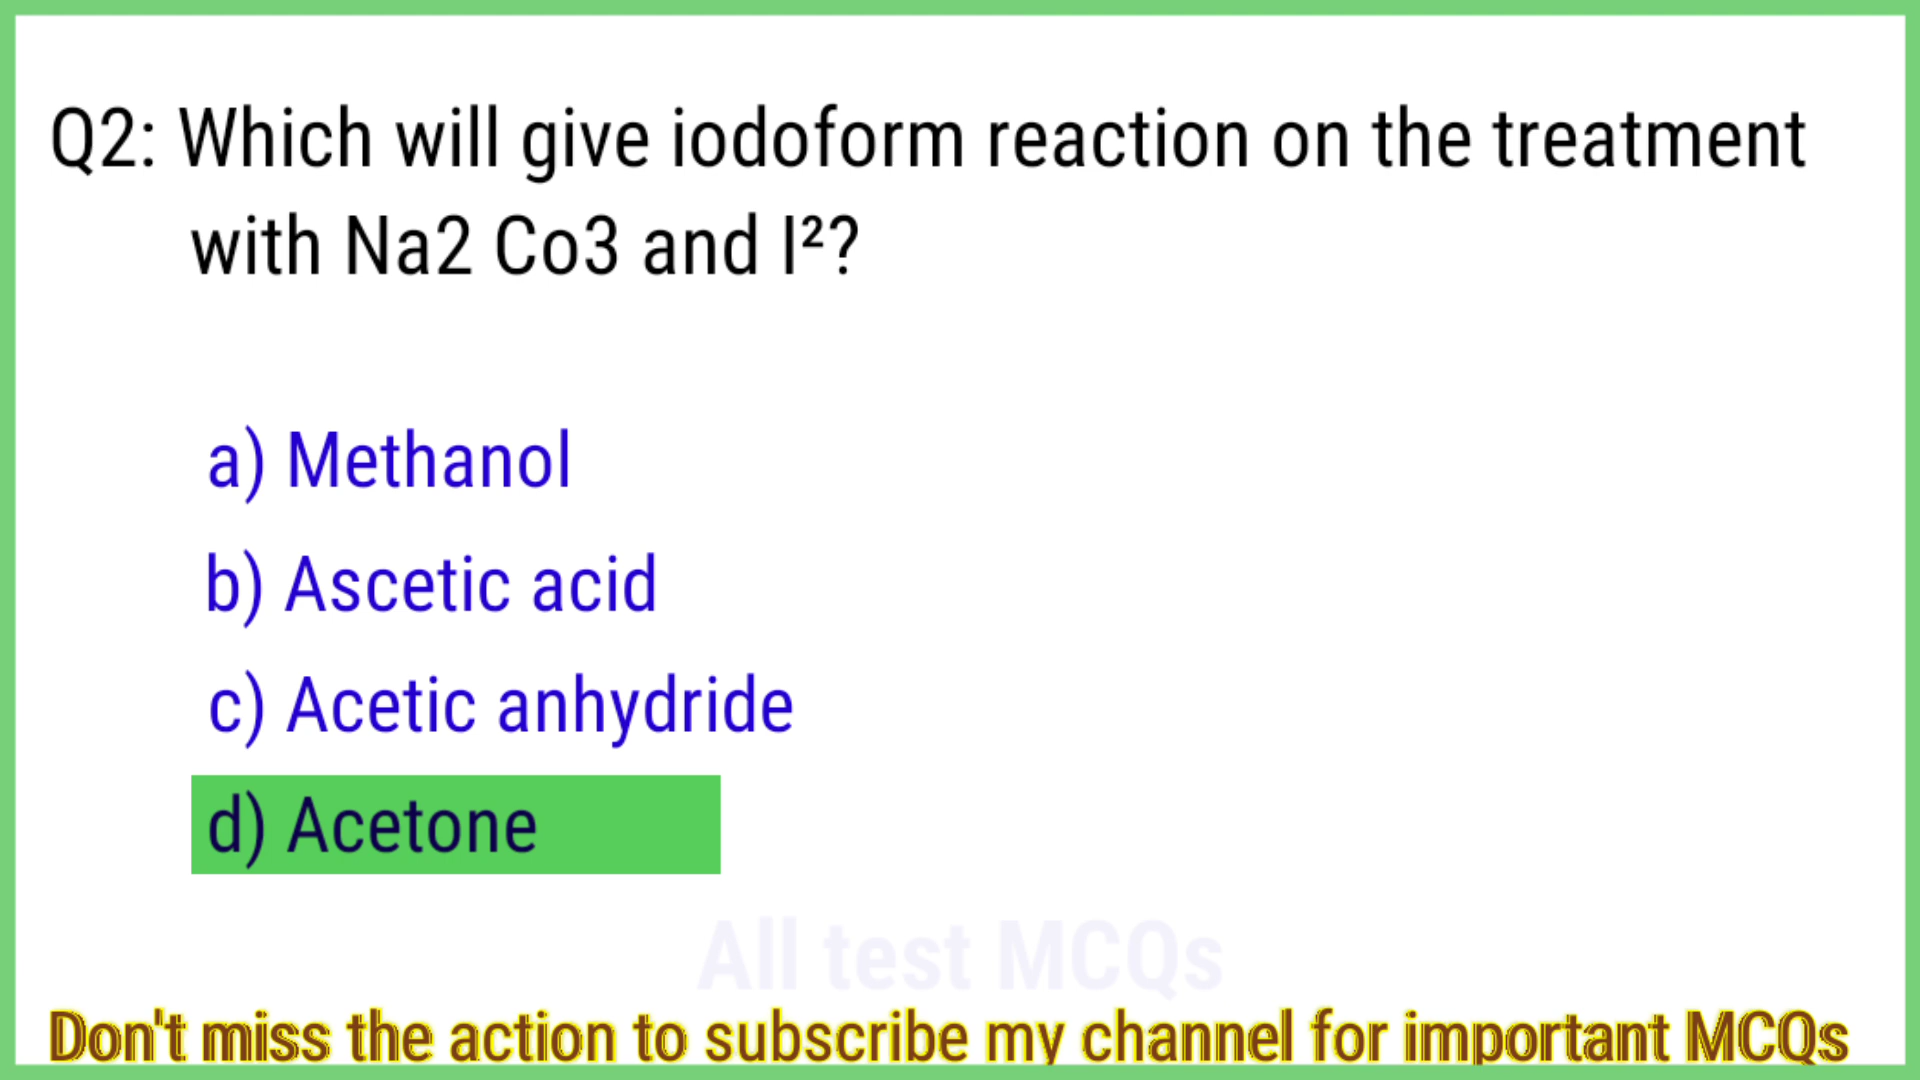 Q2: Which will give iodoform reaction on the treatment
with Na2 Co3 and I²?
a) Methanol
b) Ascetic acid
c) Acetic anhydride
d) Acetone
All test MCQs
Don't miss the action to subscribe my channel for important MCQs